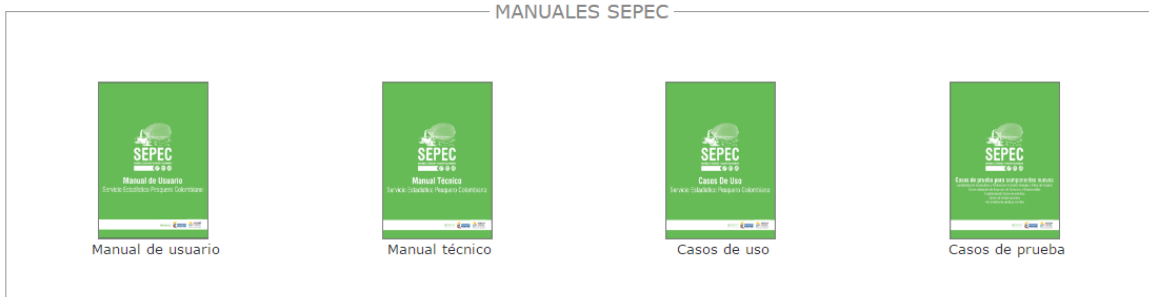 MANUALES SEPEC
SEPEC
Manual de Usuario
Servicio Estadístico Pesquero Colombiano
Manual de usuario
SEPEC
Manual Técnico
Servicio Estadístico Pesquero Colombiano
Manual técnico
SEPEC
Casos De Uso
Servicio Estadístico Pesquero Colombiano
Casos de uso
SEPEC
Casos de prueba para componentes nuevos
Casos de prueba